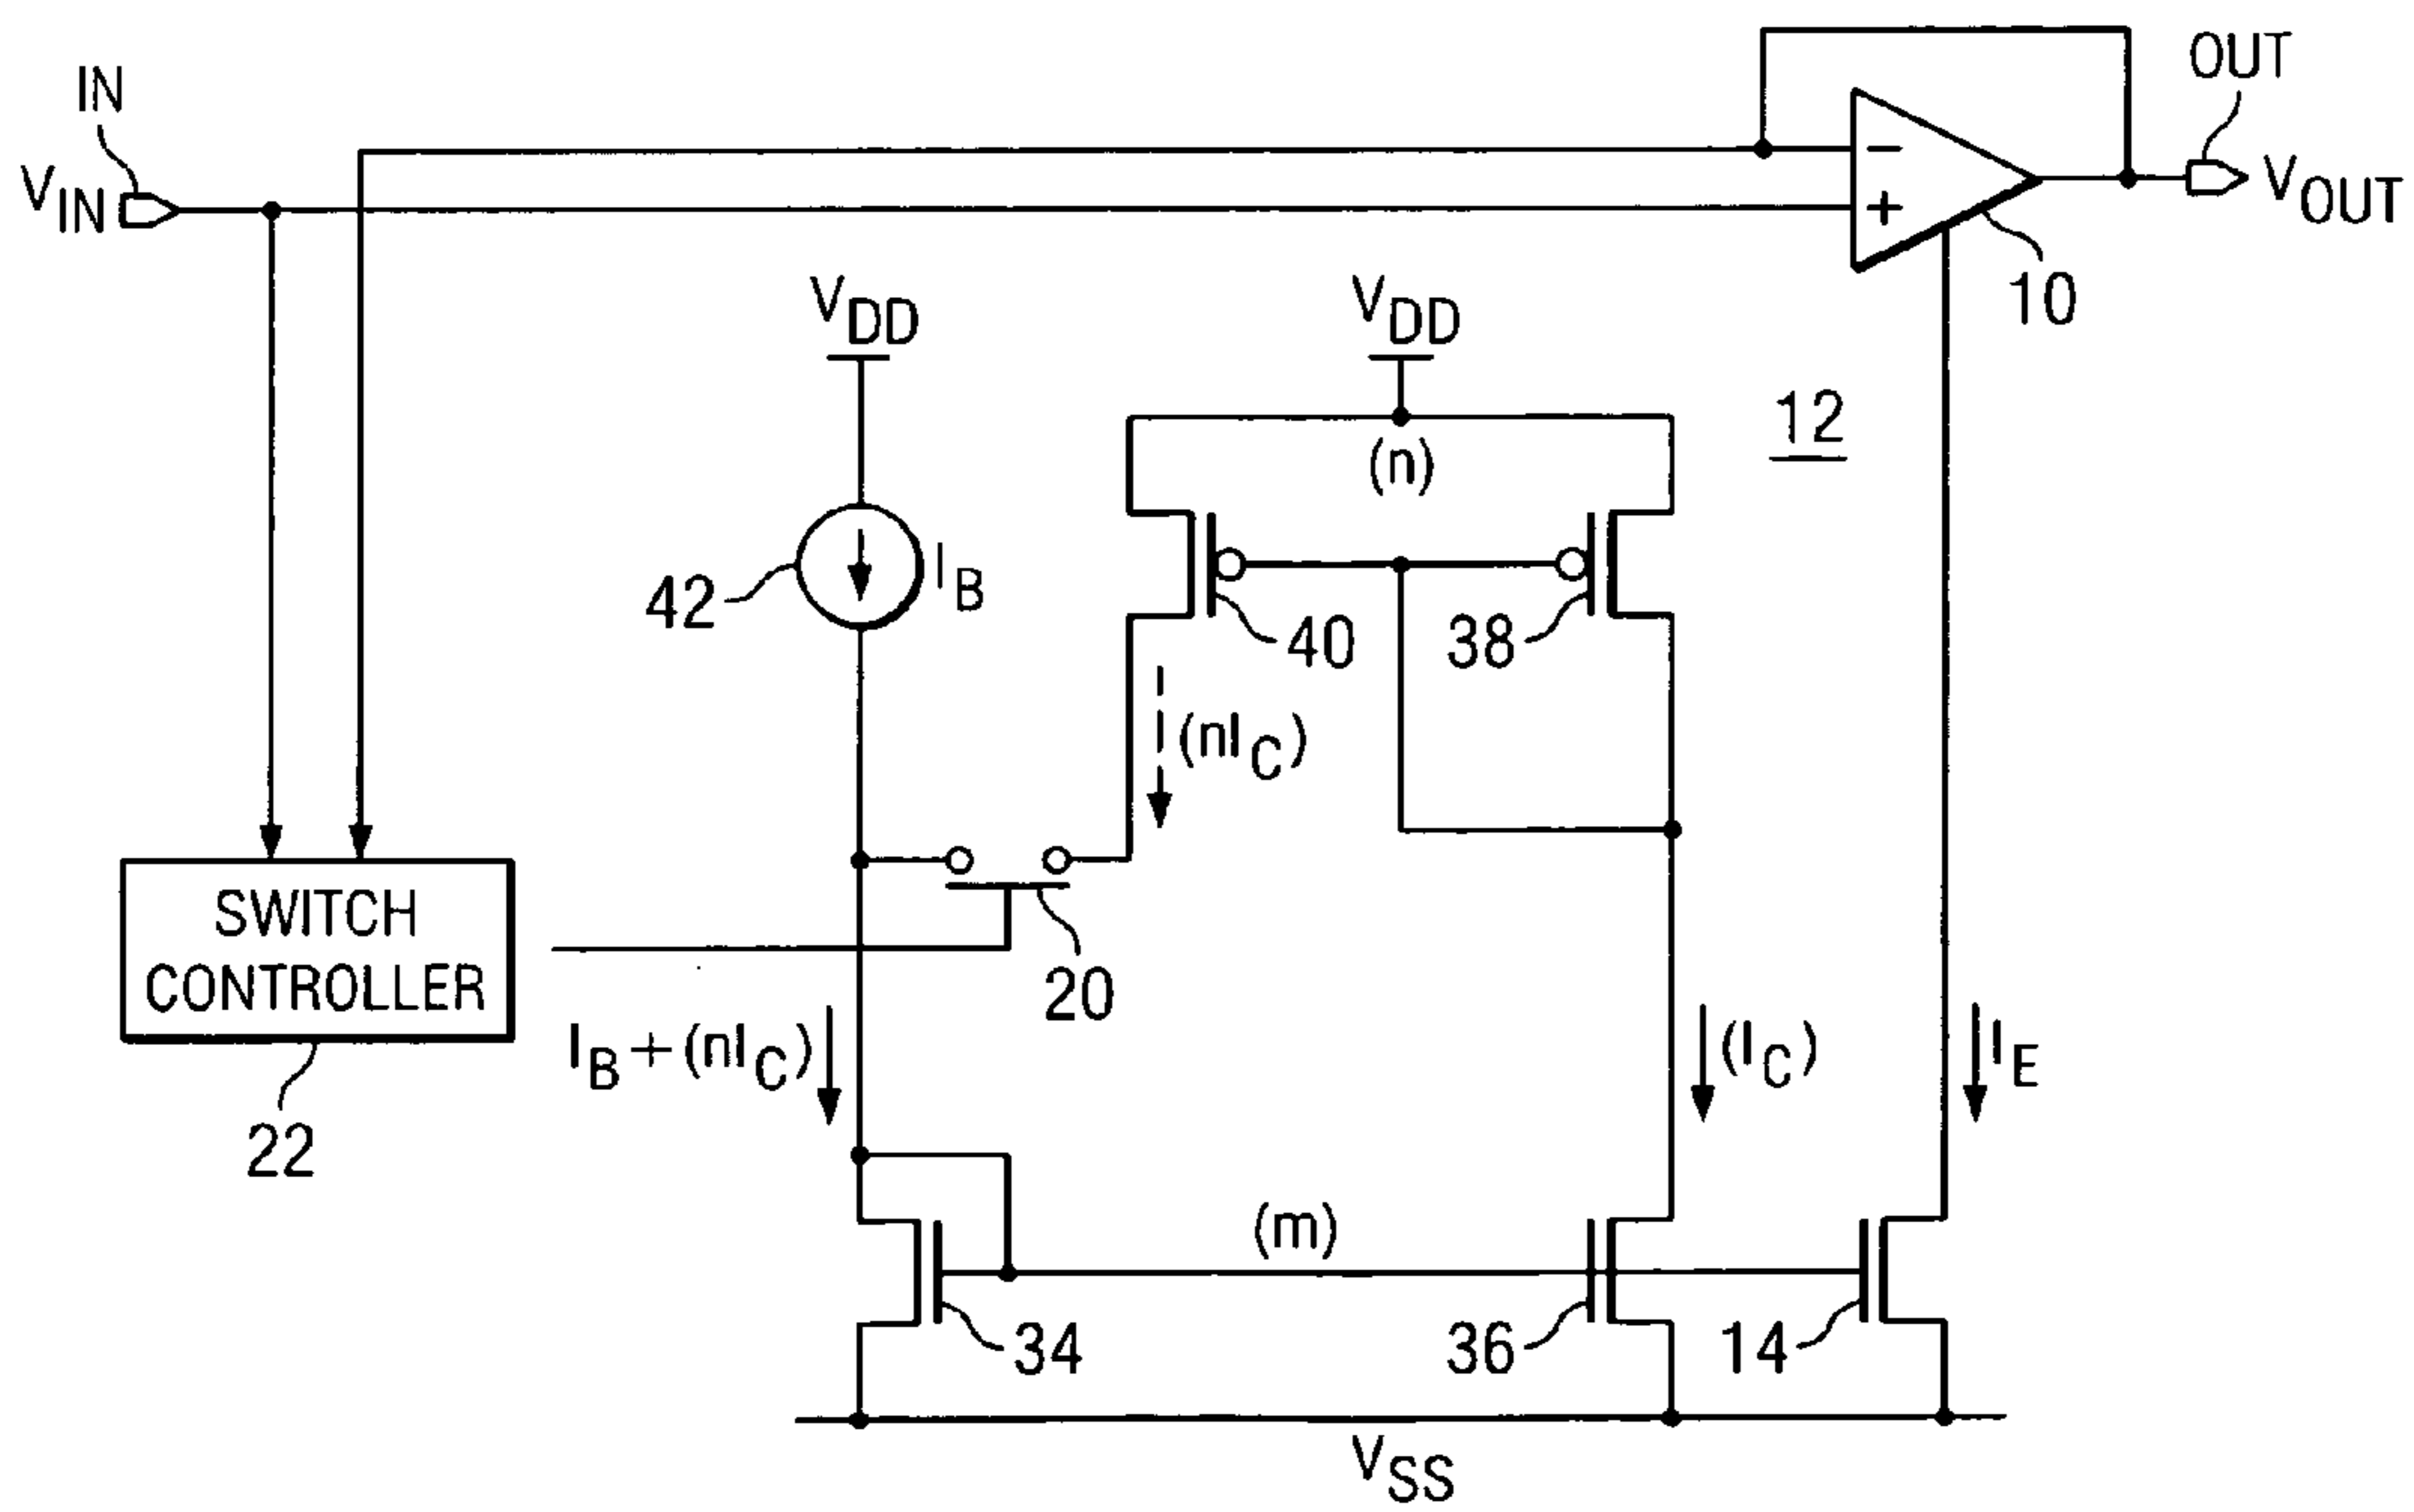 IN
OUT
V_IN
V_OUT
−
+
10
V_DD
V_DD
12
(n)
42
I_B
40
38
(nI_C)
SWITCH
CONTROLLER
20
I_B+(nI_C)
(I_C)
I_E
22
(m)
34
36
14
V_SS